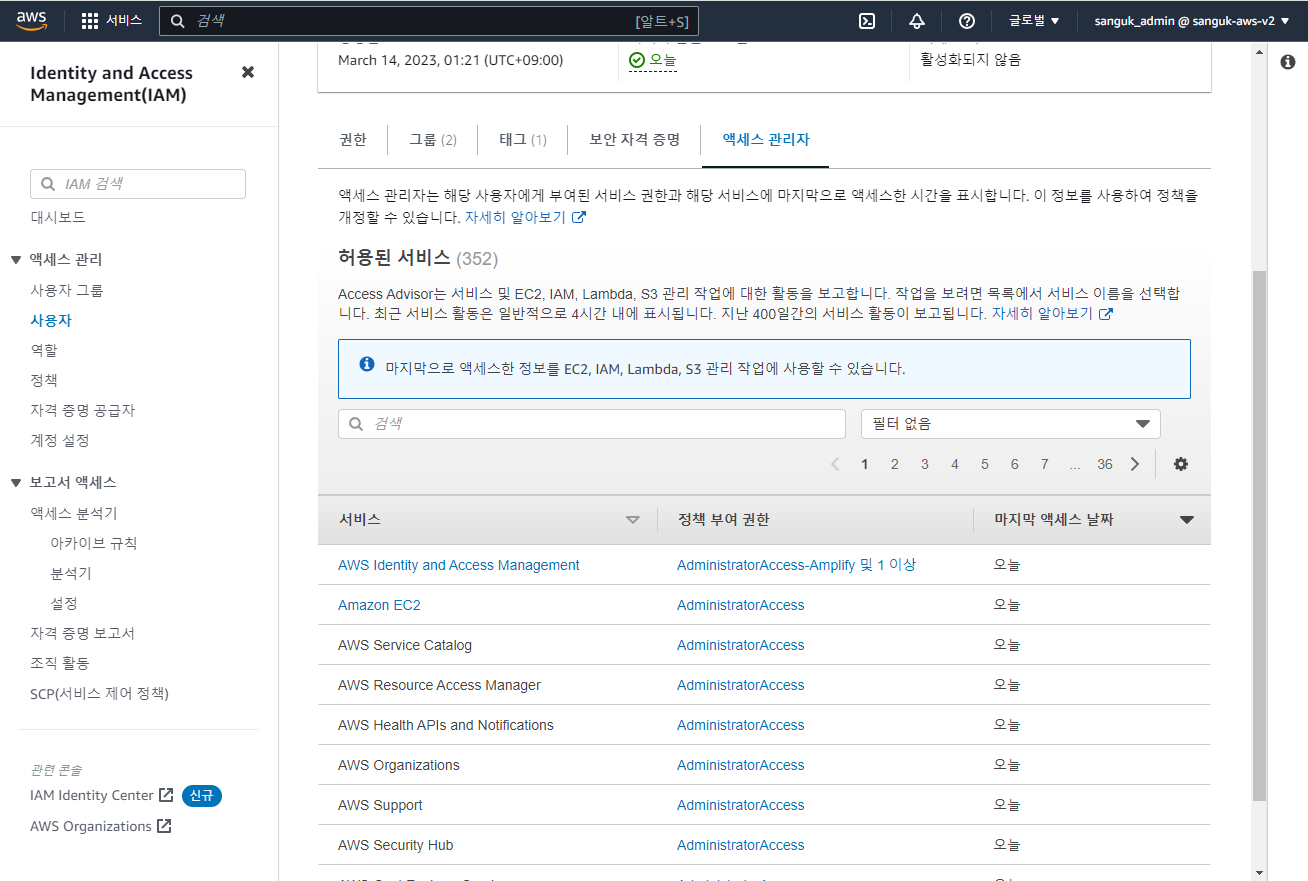 aws
서비스
검색
[알트+S]
글로벌
sanguk_admin @ sanguk-aws-v2
Identity and Access
Management(IAM)
IAM 검색
대시보드
액세스 관리
사용자 그룹
사용자
역할
정책
자격 증명 공급자
계정 설정
보고서 액세스
액세스 분석기
아카이브 규칙
분석기
설정
자격 증명 보고서
조직 활동
SCP(서비스 제어 정책)
관련 콘솔
IAM Identity Center 신규
AWS Organizations
March 14, 2023, 01:21 (UTC+09:00)
오늘
활성화되지 않음
권한
그룹 (2)
태그 (1)
보안 자격 증명
액세스 관리자
액세스 관리자는 해당 사용자에게 부여된 서비스 권한과 해당 서비스에 마지막으로 액세스한 시간을 표시합니다. 이 정보를 사용하여 정책을
개정할 수 있습니다. 자세히 알아보기
허용된 서비스 (352)
Access Advisor는 서비스 및 EC2, IAM, Lambda, S3 관리 작업에 대한 활동을 보고합니다. 작업을 보려면 목록에서 서비스 이름을 선택합
니다. 최근 서비스 활동은 일반적으로 4시간 내에 표시됩니다. 지난 400일간의 서비스 활동이 보고됩니다. 자세히 알아보기
마지막으로 액세스한 정보를 EC2, IAM, Lambda, S3 관리 작업에 사용할 수 있습니다.
검색
필터 없음
1 2 3 4 5 6 7 ... 36
서비스 정책 부여 권한 마지막 액세스 날짜
AWS Identity and Access Management AdministratorAccess-Amplify 및 1 이상 오늘
Amazon EC2 AdministratorAccess 오늘
AWS Service Catalog AdministratorAccess 오늘
AWS Resource Access Manager AdministratorAccess 오늘
AWS Health APIs and Notifications AdministratorAccess 오늘
AWS Organizations AdministratorAccess 오늘
AWS Support AdministratorAccess 오늘
AWS Security Hub AdministratorAccess 오늘